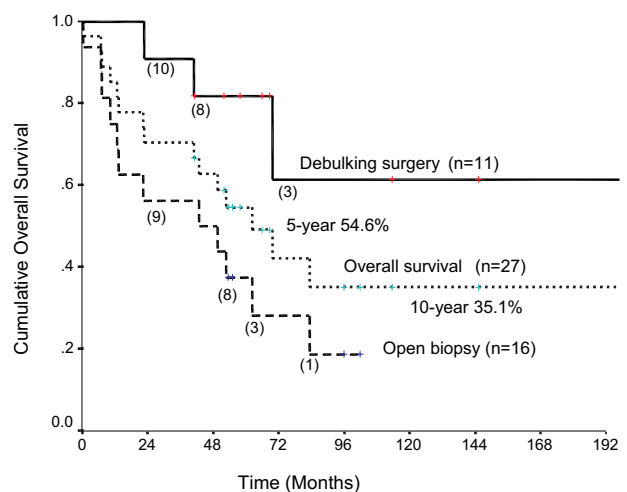 1.0
.8
.6
.4
.2
0.0
Cumulative Overall Survival
(10)
(8)
Debulking surgery (n=11)
(3)
(9)
5-year 54.6%
Overall survival (n=27)
(8)
10-year 35.1%
(3)
Open biopsy (n=16)
(1)
0 24 48 72 96 120 144 168 192
Time (Months)